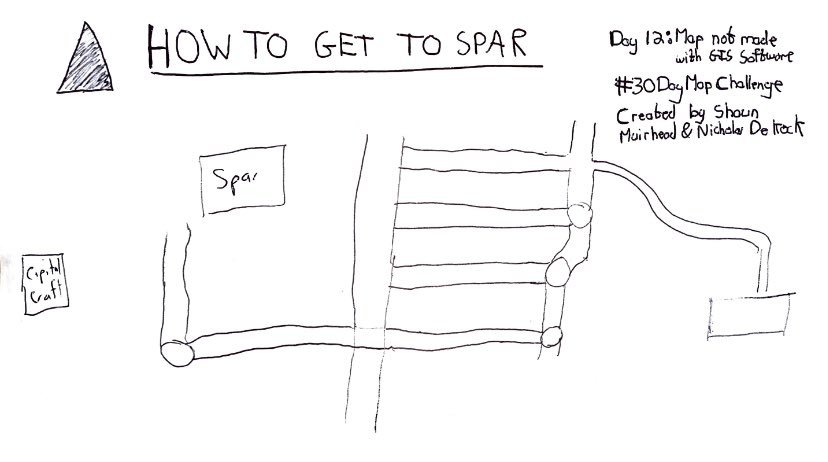 HOW TO GET TO SPAR
Day 12: Map not made
with GIS Software
#30DayMapChallenge
Created by Shaun
Muirhead & Nicholas De Kock
Spar
Capital
Craft